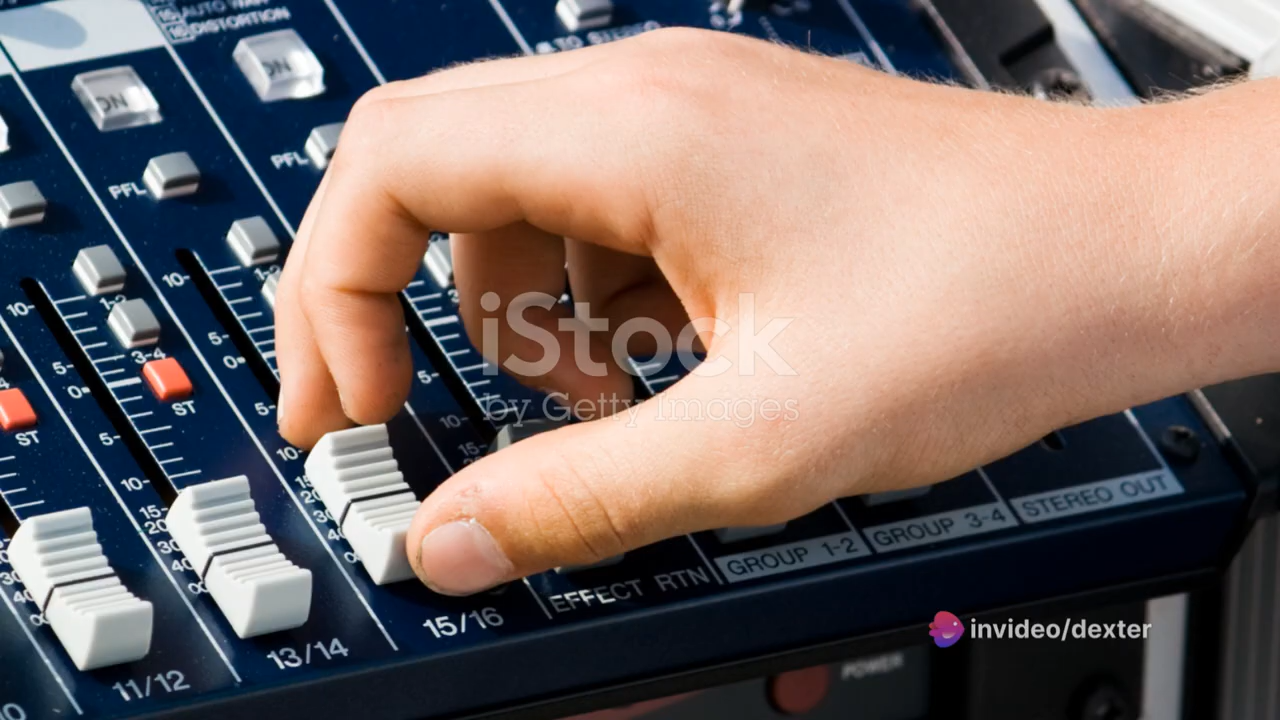 AUTO WAH
DISTORTION
ON
ON
PFL
PFL
10
5
0
5
10
15
20
30
40
∞
1-2
3-4
ST
ST
iStock
by Getty Images
11/12
13/14
15/16
EFFECT RTN
GROUP 1-2
GROUP 3-4
STEREO OUT
invideo/dexter
POWER